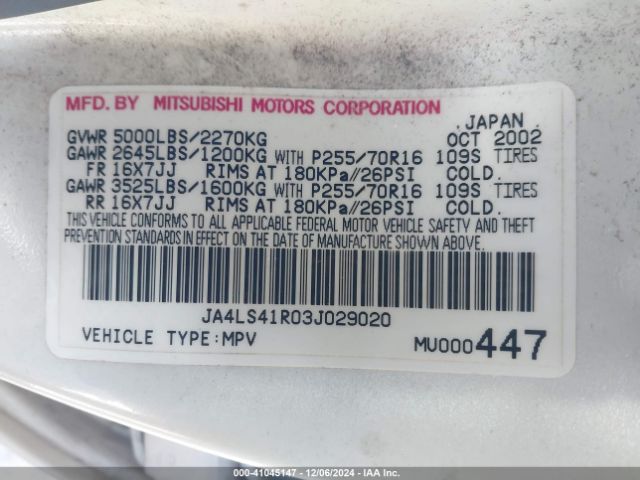 MFD. BY MITSUBISHI MOTORS CORPORATION
.JAPAN.
GVWR 5000LBS/2270KG OCT 2002
GAWR 2645LBS/1200KG WITH P255/70R16 109S TIRES
FR 16X7JJ RIMS AT 180KPa//26PSI COLD.
GAWR 3525LBS/1600KG WITH P255/70R16 109S TIRES
RR 16X7JJ RIMS AT 180KPa//26PSI COLD.
THIS VEHICLE CONFORMS TO ALL APPLICABLE FEDERAL MOTOR VEHICLE SAFETY AND THEFT
PREVENTION STANDARDS IN EFFECT ON THE DATE OF MANUFACTURE SHOWN ABOVE.
JA4LS41R03J029020
VEHICLE TYPE:MPV MU000447
© - 41045147 - 12/06/2024 - IAA Inc.